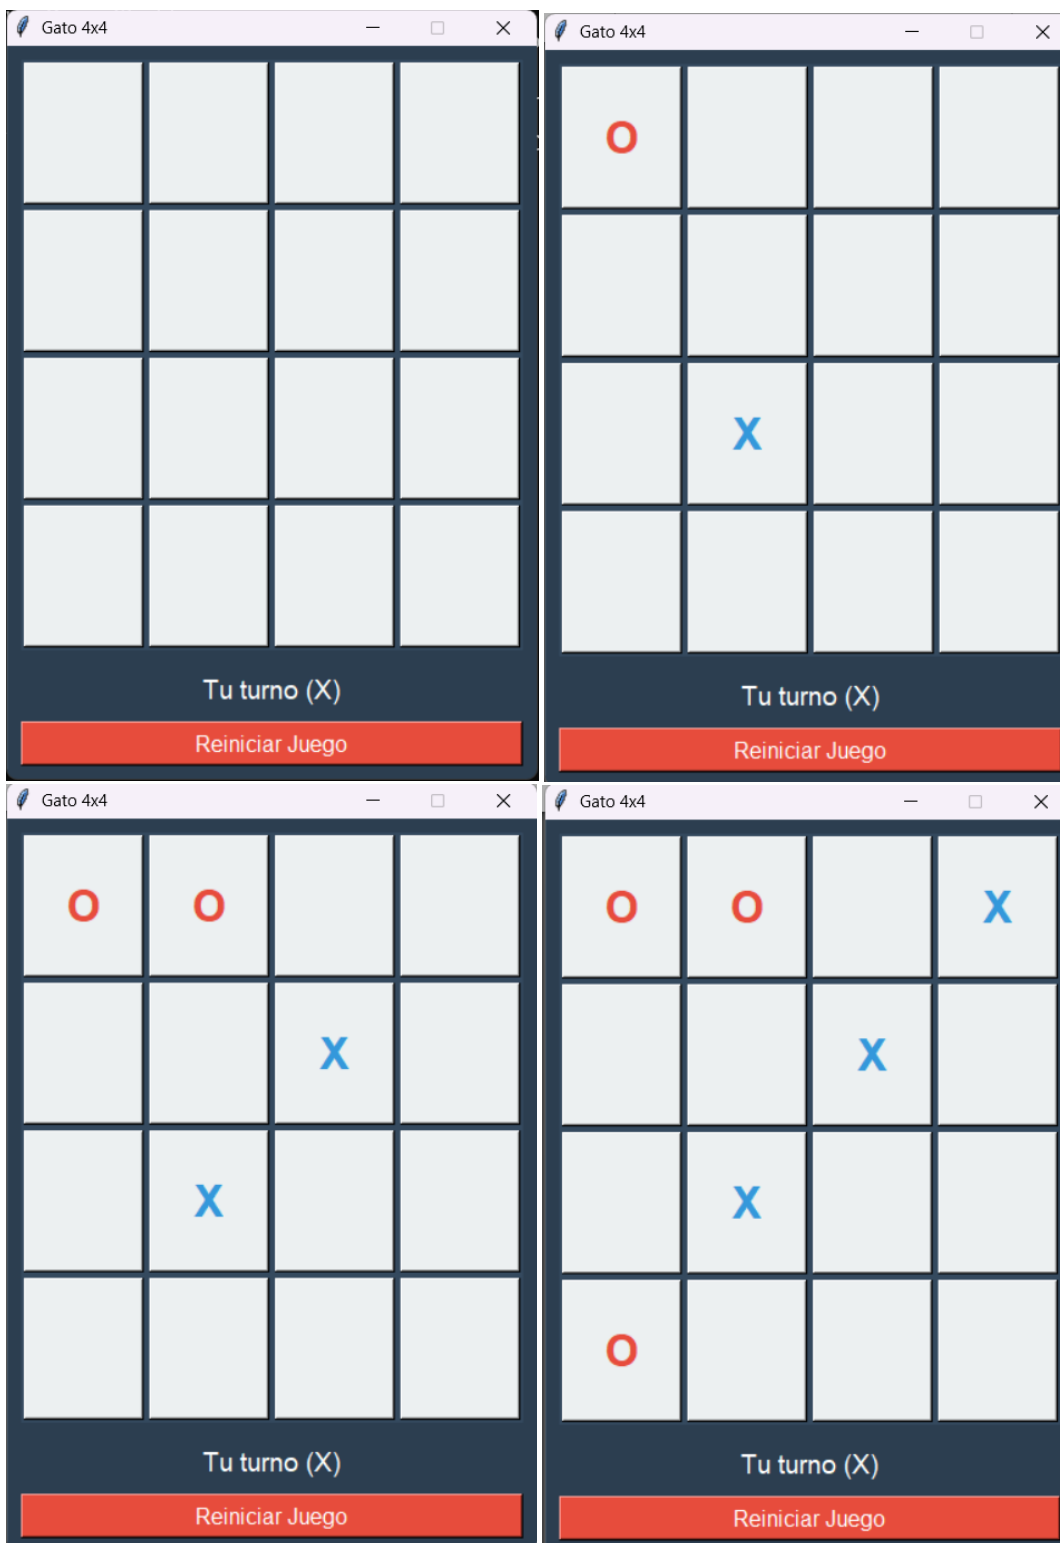 Gato 4x4
Tu turno (X)
Reiniciar Juego
Gato 4x4
O
X
Tu turno (X)
Reiniciar Juego
Gato 4x4
O O
X
X
Tu turno (X)
Reiniciar Juego
Gato 4x4
O O X
X
X
O
Tu turno (X)
Reiniciar Juego